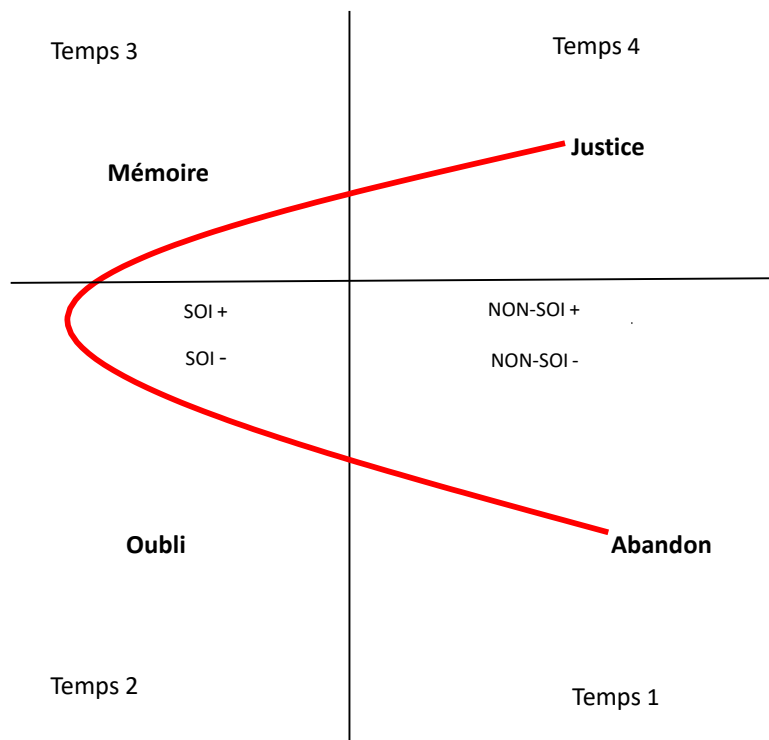 Temps 3
Temps 4
Mémoire
Justice
SOI +
NON-SOI +
SOI -
NON-SOI -
Oubli
Abandon
Temps 2
Temps 1